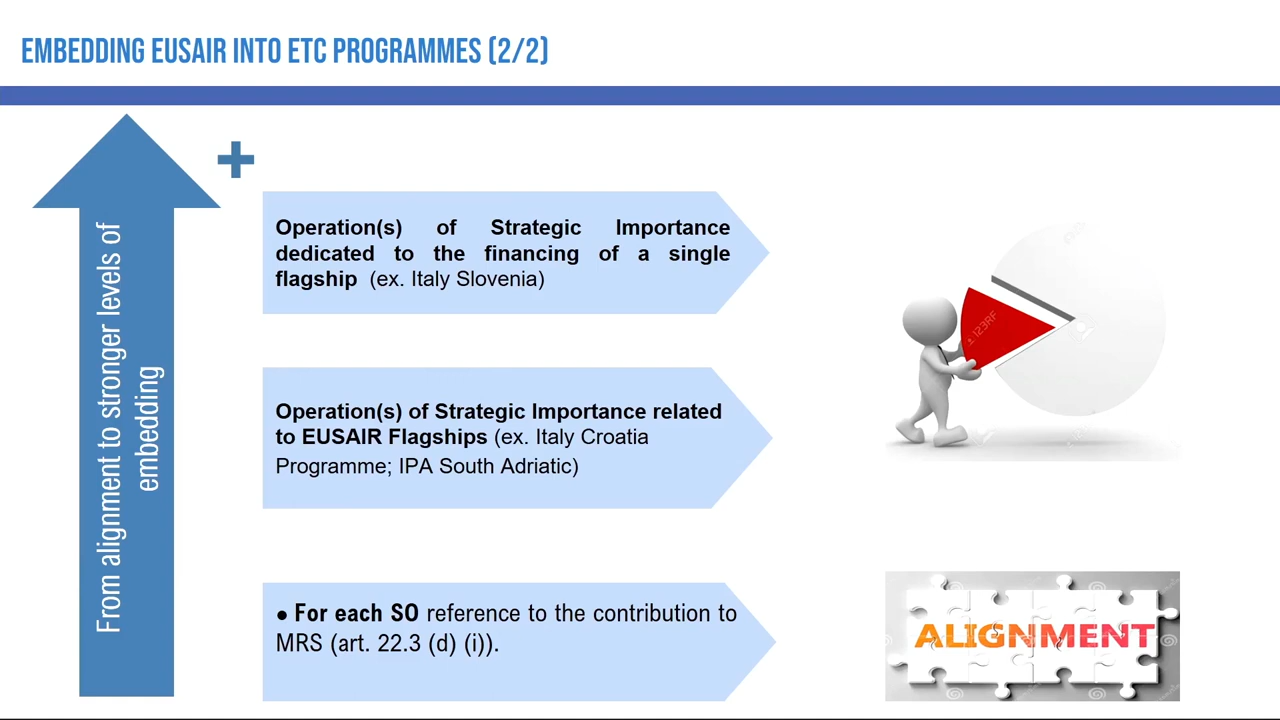 EMBEDDING EUSAIR INTO ETC PROGRAMMES (2/2)
From alignment to stronger levels of
embedding
+
Operation(s) of Strategic Importance
dedicated to the financing of a single
flagship (ex. Italy Slovenia)
123RF
Operation(s) of Strategic Importance related
to EUSAIR Flagships (ex. Italy Croatia
Programme; IPA South Adriatic)
• For each SO reference to the contribution to
MRS (art. 22.3 (d) (i)).
ALIGNMENT